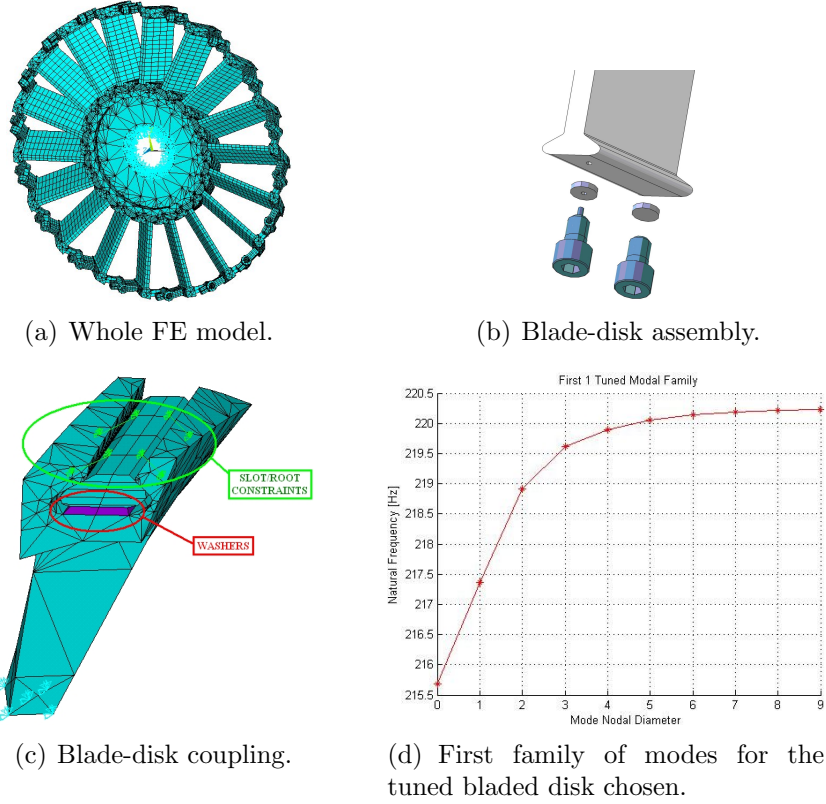 (a) Whole FE model.
(b) Blade-disk assembly.
SLOT/ROOT
CONSTRAINTS
WASHERS
(c) Blade-disk coupling.
First 1 Tuned Modal Family
Natural Frequency [Hz]
220.5
220
219.5
219
218.5
218
217.5
217
216.5
216
215.5
0 1 2 3 4 5 6 7 8 9
Mode Nodal Diameter
(d) First family of modes for the
tuned bladed disk chosen.